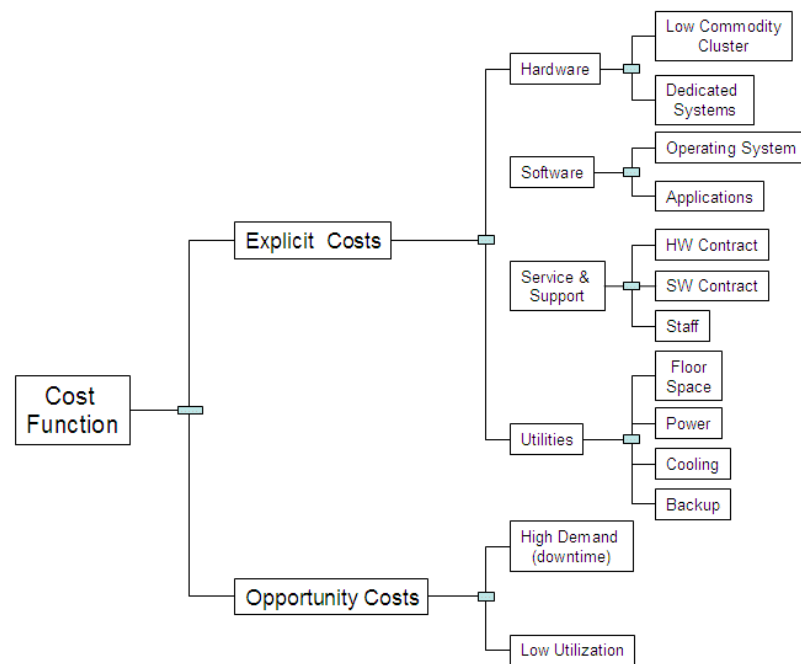 Low Commodity
Cluster
Hardware
Dedicated
Systems
Operating System
Software
Applications
Explicit Costs
HW Contract
Service &
Support
SW Contract
Staff
Cost
Function
Floor
Space
Power
Utilities
Cooling
Backup
High Demand
(downtime)
Opportunity Costs
Low Utilization